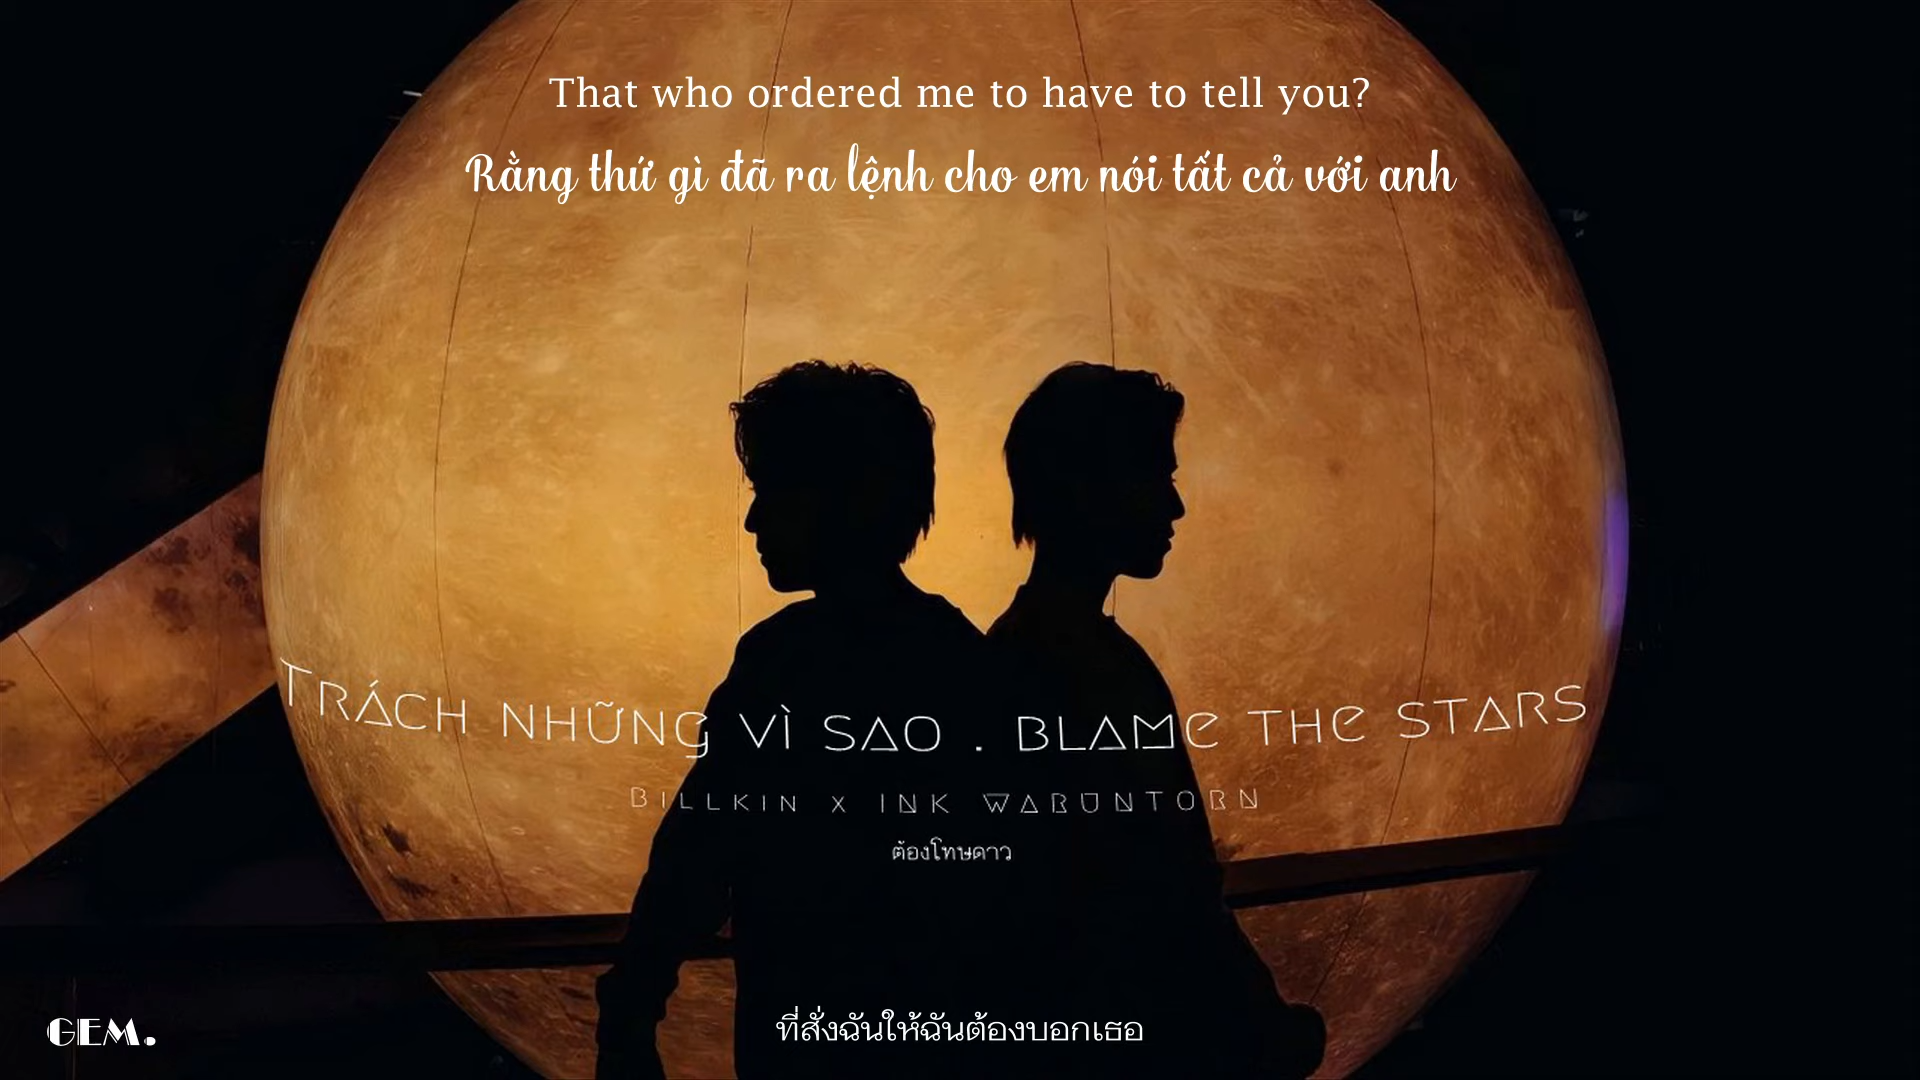 That who ordered me to have to tell you?
Rằng thứ gì đã ra lệnh cho em nói tất cả với anh
TRÁCH NHỮNG VÌ SAO . BLAME THE STARS
BILLKIN X INK WARUNTORN
ต้องโทษดาว
ที่สั่งฉันให้ฉันต้องบอกเธอ
GEM.